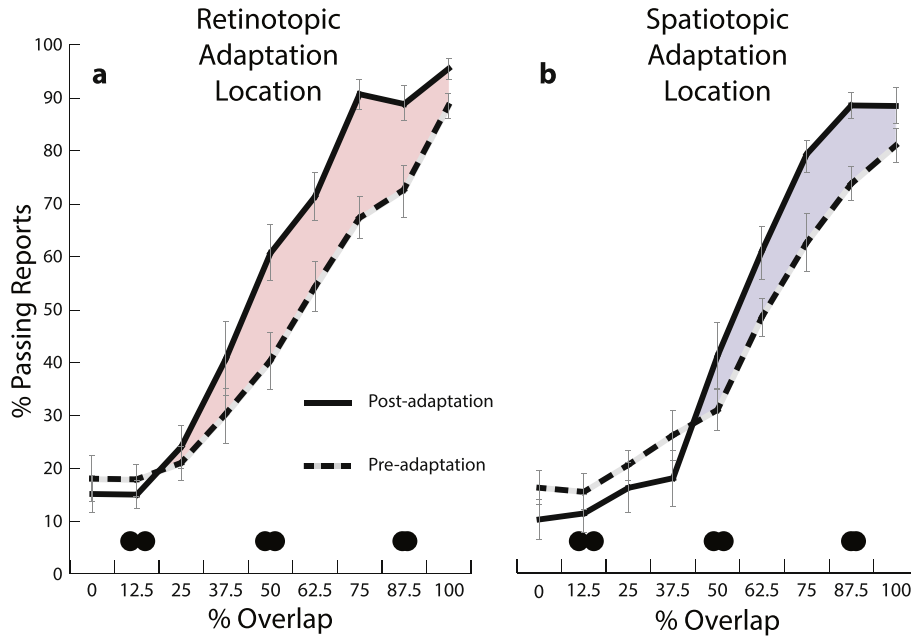 Retinotopic
Adaptation
Location
Spatiotopic
Adaptation
Location
a
b
% Passing Reports
100
90
80
70
60
50
40
30
20
10
0
Post-adaptation
Pre-adaptation
0 12.5 25 37.5 50 62.5 75 87.5 100
0 12.5 25 37.5 50 62.5 75 87.5 100
% Overlap
% Overlap